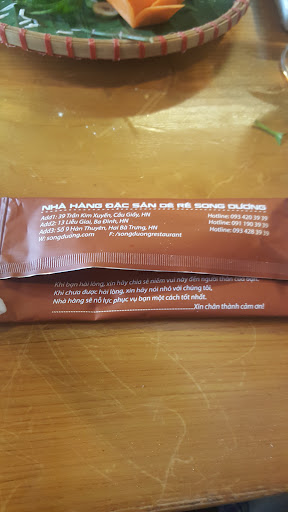 NHÀ HÀNG ĐẶC SẢN DÊ RÉ SONG DƯƠNG
Add1: 39 Trần Kim Xuyến, Cầu Giấy, HN Hotline: 093 420 39 39
Add2: 13 Liễu Giai, Ba Đình, HN Hotline: 091 190 39 39
Add3: Số 9 Hàn Thuyên, Hai Bà Trưng, HN Hotline: 093 428 39 39
W: songduong.com F: /songduongrestaurant
Khi bạn hài lòng, xin hãy chia sẻ niềm vui này đến người thân của bạn.
Khi chưa được hài lòng, xin hãy nói nhỏ với chúng tôi,
Nhà hàng sẽ nỗ lực phục vụ bạn một cách tốt nhất.
Xin chân thành cảm ơn!